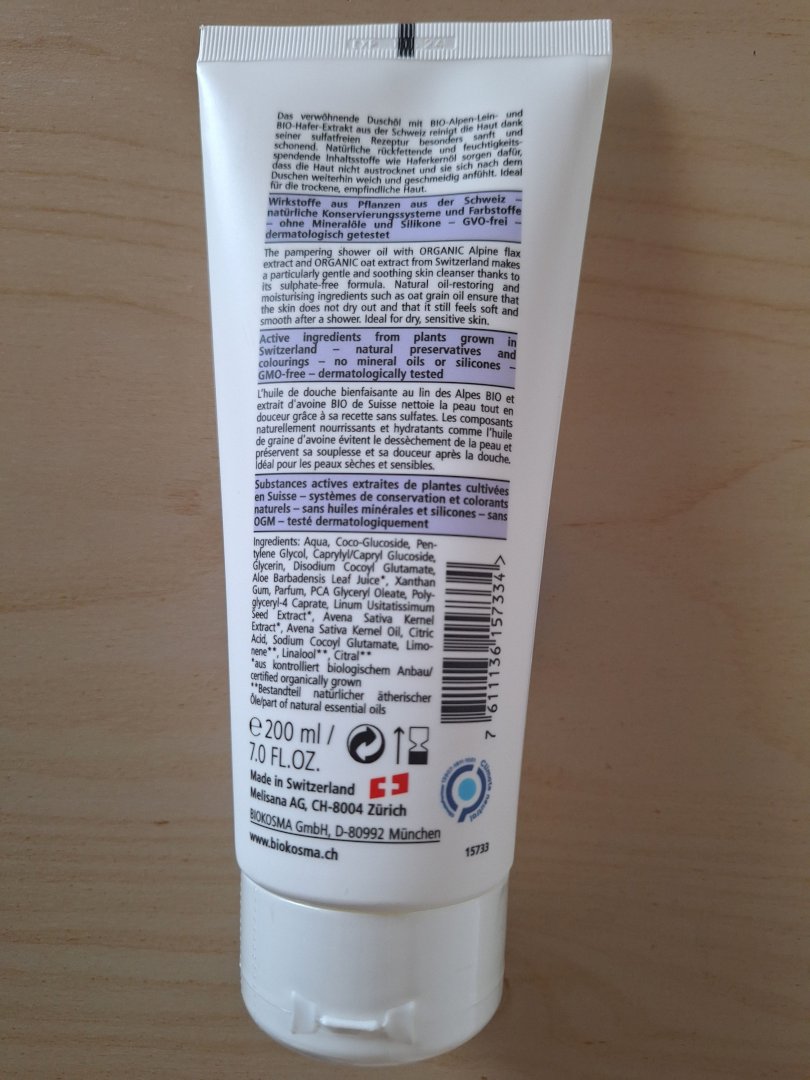 Das verwöhnende Duschöl mit BIO-Alpen-Lein- und
BIO-Hafer-Extrakt aus der Schweiz reinigt die Haut dank
seiner sulfatfreien Rezeptur besonders sanft und
schonend. Natürliche rückfettende und feuchtigkeits-
spendende Inhaltsstoffe wie Haferkernöl sorgen dafür,
dass die Haut nicht austrocknet und sie sich nach dem
Duschen weiterhin weich und geschmeidig anfühlt. Ideal
für die trockene, empfindliche Haut.
Wirkstoffe aus Pflanzen aus der Schweiz –
natürliche Konservierungssysteme und Farbstoffe
– ohne Mineralöle und Silikone – GVO-frei –
dermatologisch getestet
The pampering shower oil with ORGANIC Alpine flax
extract and ORGANIC oat extract from Switzerland makes
a particularly gentle and soothing skin cleanser thanks to
its sulphate-free formula. Natural oil-restoring and
moisturising ingredients such as oat grain oil ensure that
the skin does not dry out and that it still feels soft and
smooth after a shower. Ideal for dry, sensitive skin.
Active ingredients from plants grown in
Switzerland – natural preservatives and
colourings – no mineral oils or silicones –
GMO-free – dermatologically tested
L'huile de douche bienfaisante au lin des Alpes BIO et
extrait d'avoine BIO de Suisse nettoie la peau tout en
douceur grâce à sa recette sans sulfates. Les composants
naturellement nourrissants et hydratants comme l'huile
de graine d'avoine évitent le dessèchement de la peau et
préservent sa souplesse et sa douceur après la douche.
Idéal pour les peaux sèches et sensibles.
Substances actives extraites de plantes cultivées
en Suisse – systèmes de conservation et colorants
naturels – sans huiles minérales et silicones – sans
OGM – testé dermatologiquement
Ingredients: Aqua, Coco-Glucoside, Pen-
tylene Glycol, Caprylyl/Capryl Glucoside,
Glycerin, Disodium Cocoyl Glutamate,
Aloe Barbadensis Leaf Juice*, Xanthan
Gum, Parfum, PCA Glyceryl Oleate, Poly-
glyceryl-4 Caprate, Linum Usitatissimum
Seed Extract*, Avena Sativa Kernel
Extract*, Avena Sativa Kernel Oil, Citric
Acid, Sodium Cocoyl Glutamate, Limo-
nene**, Linalool**, Citral**
*aus kontrolliert biologischem Anbau/
certified organically grown
**Bestandteil natürlicher ätherischer
Öle/part of natural essential oils
7 611136 157334 >
℮ 200 ml /
7.0 FL.OZ.
Made in Switzerland
Melisana AG, CH-8004 Zürich
BIOKOSMA GmbH, D-80992 München
www.biokosma.ch
Climate neutral
15733